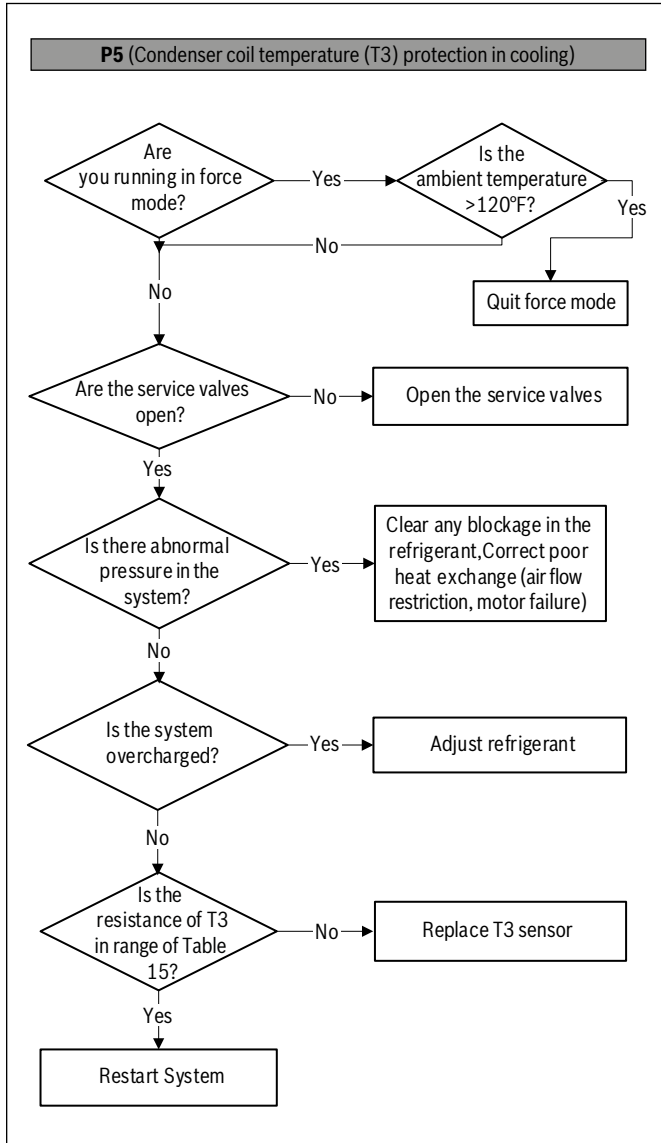 P5 (Condenser coil temperature (T3) protection in cooling)
Are
you running in force
mode?
Yes
Is the
ambient temperature
>120°F?
Yes
No
No
Quit force mode
Are the service valves
open?
No
Open the service valves
Yes
Is there abnormal
pressure in the
system?
Yes
Clear any blockage in the
refrigerant,Correct poor
heat exchange (air flow
restriction, motor failure)
No
Is the system
overcharged?
Yes
Adjust refrigerant
No
Is the
resistance of T3
in range of Table
15?
No
Replace T3 sensor
Yes
Restart System